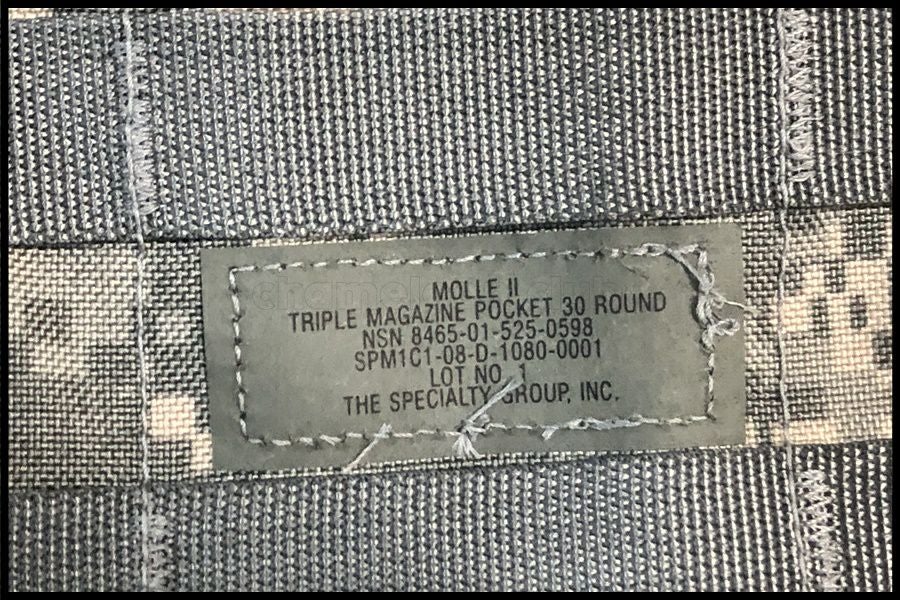 MOLLE II
TRIPLE MAGAZINE POCKET 30 ROUND
NSN 8465-01-525-0598
SPM1C1-08-D-1080-0001
LOT NO. 1
THE SPECIALTY GROUP, INC.